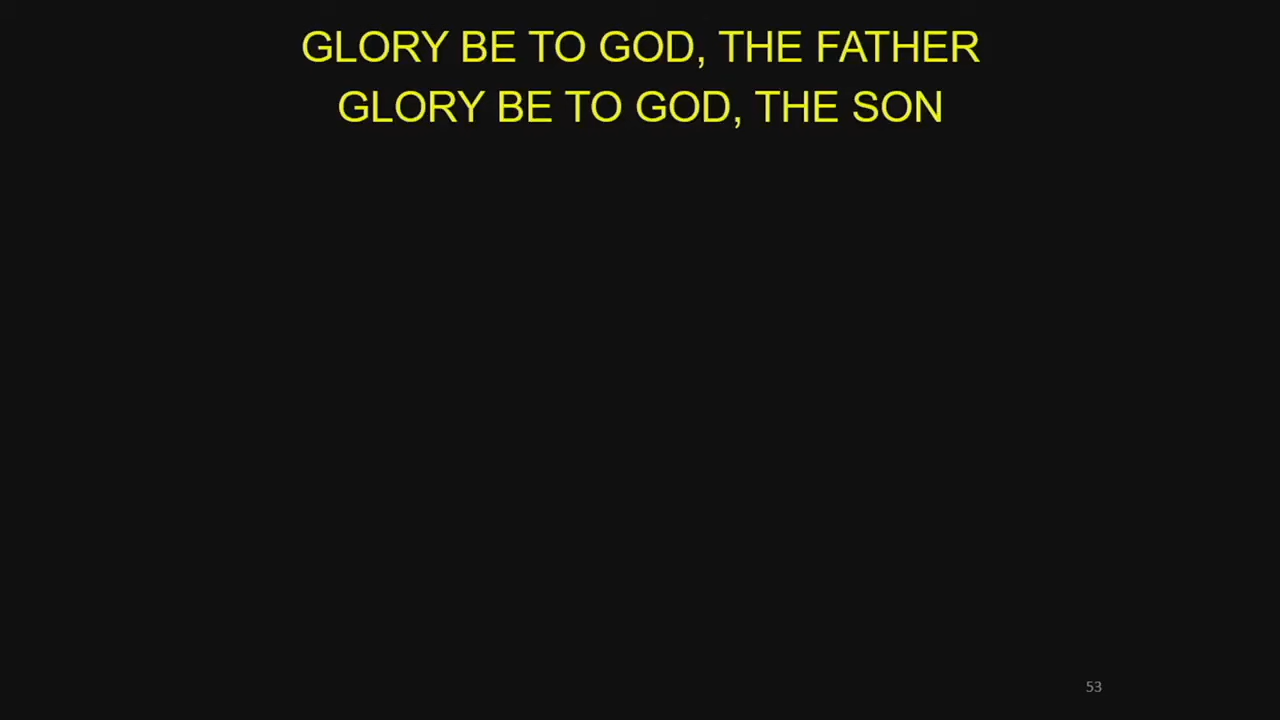 GLORY BE TO GOD, THE FATHER
GLORY BE TO GOD, THE SON
53